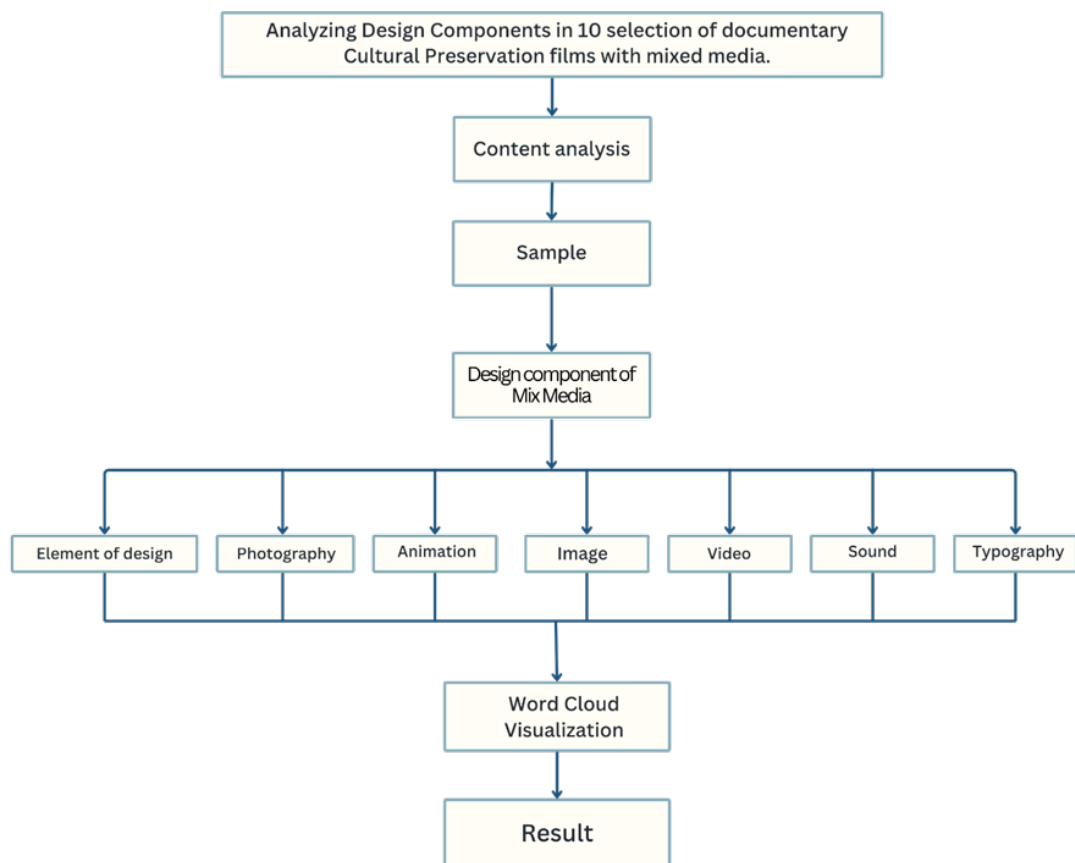 Analyzing Design Components in 10 selection of documentary
Cultural Preservation films with mixed media.
Content analysis
Sample
Design component of
Mix Media
Element of design
Photography
Animation
Image
Video
Sound
Typography
Word Cloud
Visualization
Result